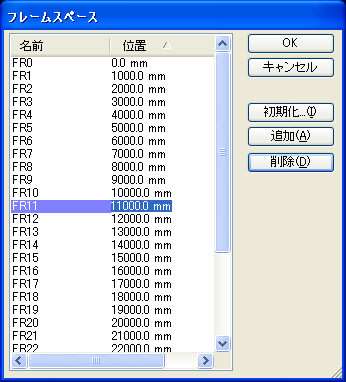 フレームスペース
名前 位置
FR0 0.0 mm
FR1 1000.0 mm
FR2 2000.0 mm
FR3 3000.0 mm
FR4 4000.0 mm
FR5 5000.0 mm
FR6 6000.0 mm
FR7 7000.0 mm
FR8 8000.0 mm
FR9 9000.0 mm
FR10 10000.0 mm
FR11 11000.0 mm
FR12 12000.0 mm
FR13 13000.0 mm
FR14 14000.0 mm
FR15 15000.0 mm
FR16 16000.0 mm
FR17 17000.0 mm
FR18 18000.0 mm
FR19 19000.0 mm
FR20 20000.0 mm
FR21 21000.0 mm
FR22 22000.0 mm
OK
キャンセル
初期化...(I)
追加(A)
削除(D)